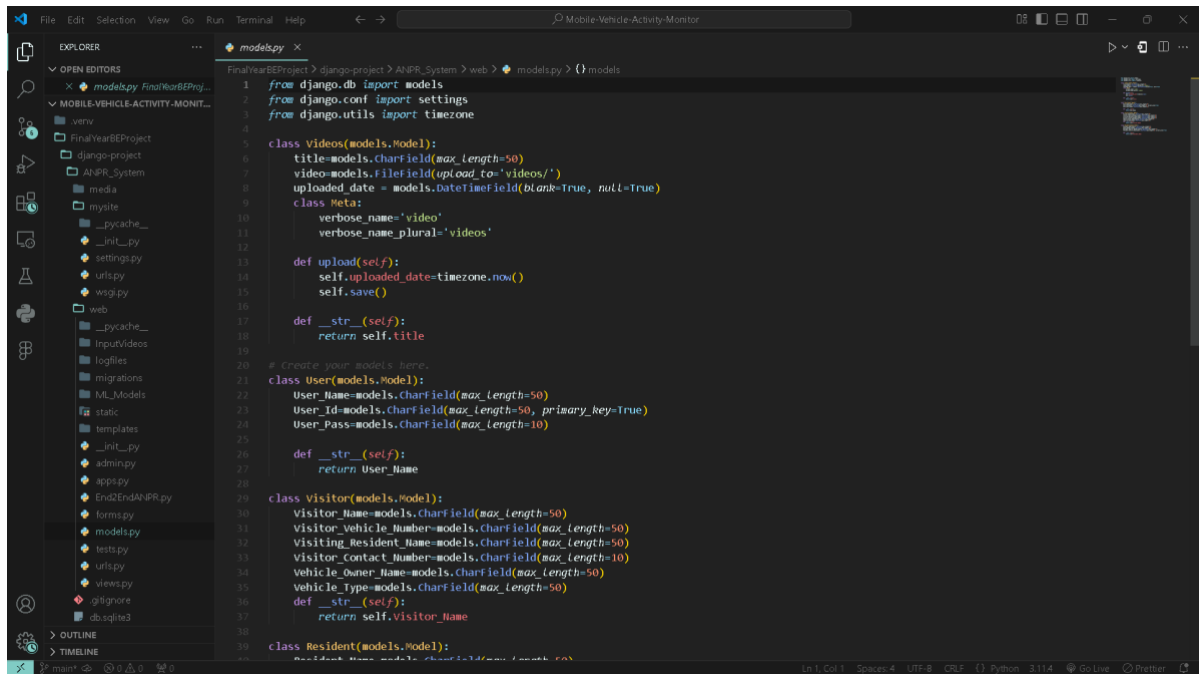 File Edit Selection View Go Run Terminal Help
Mobile-Vehicle-Activity-Monitor
EXPLORER
OPEN EDITORS
models.py FinalYearBEProj...
MOBILE-VEHICLE-ACTIVITY-MONIT...
.venv
FinalYearBEProject
django-project
ANPR_System
media
mysite
__pycache__
__init__.py
settings.py
urls.py
wsgi.py
web
__pycache__
InputVideos
logfiles
migrations
ML_Models
static
templates
__init__.py
admin.py
apps.py
End2EndANPR.py
forms.py
models.py
tests.py
urls.py
views.py
.gitignore
db.sqlite3
OUTLINE
TIMELINE
models.py
FinalYearBEProject > django-project > ANPR_System > web > models.py > {} models
1 from django.db import models
2 from django.conf import settings
3 from django.utils import timezone
4
5 class Videos(models.Model):
6 title=models.CharField(max_length=50)
7 video=models.FileField(upload_to='videos/')
8 uploaded_date = models.DateTimeField(blank=True, null=True)
9 class Meta:
10 verbose_name='video'
11 verbose_name_plural='videos'
12
13 def upload(self):
14 self.uploaded_date=timezone.now()
15 self.save()
16
17 def __str__(self):
18 return self.title
19
20 # Create your models here.
21 class User(models.Model):
22 User_Name=models.CharField(max_length=50)
23 User_Id=models.CharField(max_length=50, primary_key=True)
24 User_Pass=models.CharField(max_length=10)
25
26 def __str__(self):
27 return User_Name
28
29 class Visitor(models.Model):
30 Visitor_Name=models.CharField(max_length=50)
31 Visitor_Vehicle_Number=models.CharField(max_length=50)
32 Visiting_Resident_Name=models.CharField(max_length=50)
33 Visitor_Contact_Number=models.CharField(max_length=10)
34 Vehicle_Owner_Name=models.CharField(max_length=50)
35 Vehicle_Type=models.CharField(max_length=50)
36 def __str__(self):
37 return self.Visitor_Name
38
39 class Resident(models.Model):
main* 0 0 0 Ln 1, Col 1 Spaces: 4 UTF-8 CRLF {} Python 3.11.4 Go Live Prettier